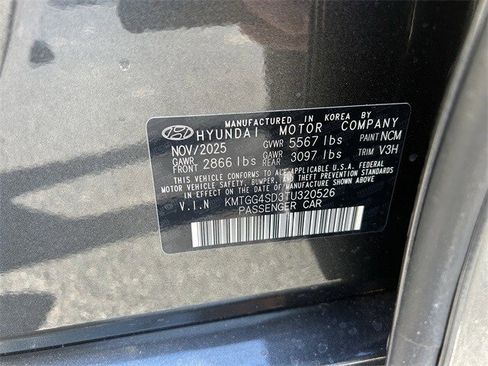 MANUFACTURED IN KOREA BY
HYUNDAI MOTOR COMPANY
NOV/2025 GVWR 5567 lbs PAINT NCM
GAWR FRONT 2866 lbs GAWR REAR 3097 lbs TRIM V3H
THIS VEHICLE CONFORMS TO ALL APPLICABLE U.S.A. FEDERAL
MOTOR VEHICLE SAFETY, BUMPER, AND THEFT PREVENTION STANDARDS
IN EFFECT ON THE DATE OF MANUFACTURE SHOWN ABOVE.
V.I.N KMTGG4SD3TU320526
PASSENGER CAR